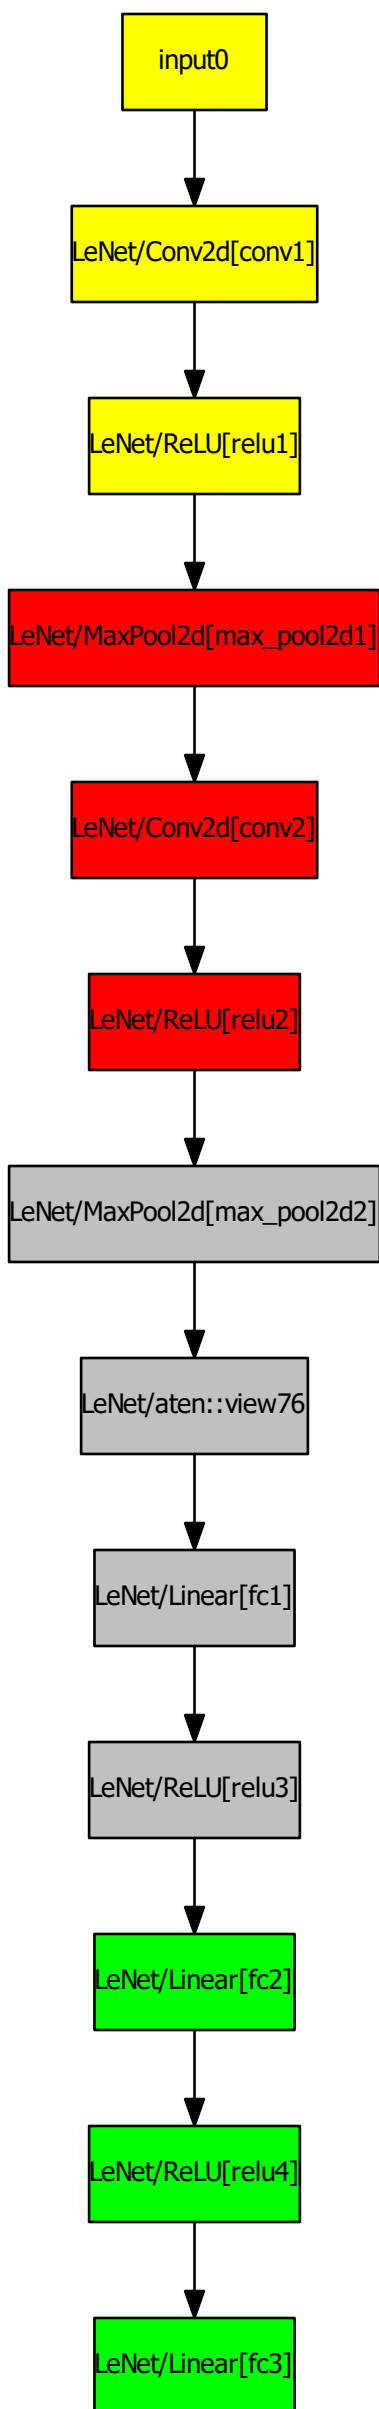 input0
LeNet/Conv2d[conv1]
LeNet/ReLU[relu1]
LeNet/MaxPool2d[max_pool2d1]
LeNet/Conv2d[conv2]
LeNet/ReLU[relu2]
LeNet/MaxPool2d[max_pool2d2]
LeNet/aten::view76
LeNet/Linear[fc1]
LeNet/ReLU[relu3]
LeNet/Linear[fc2]
LeNet/ReLU[relu4]
LeNet/Linear[fc3]